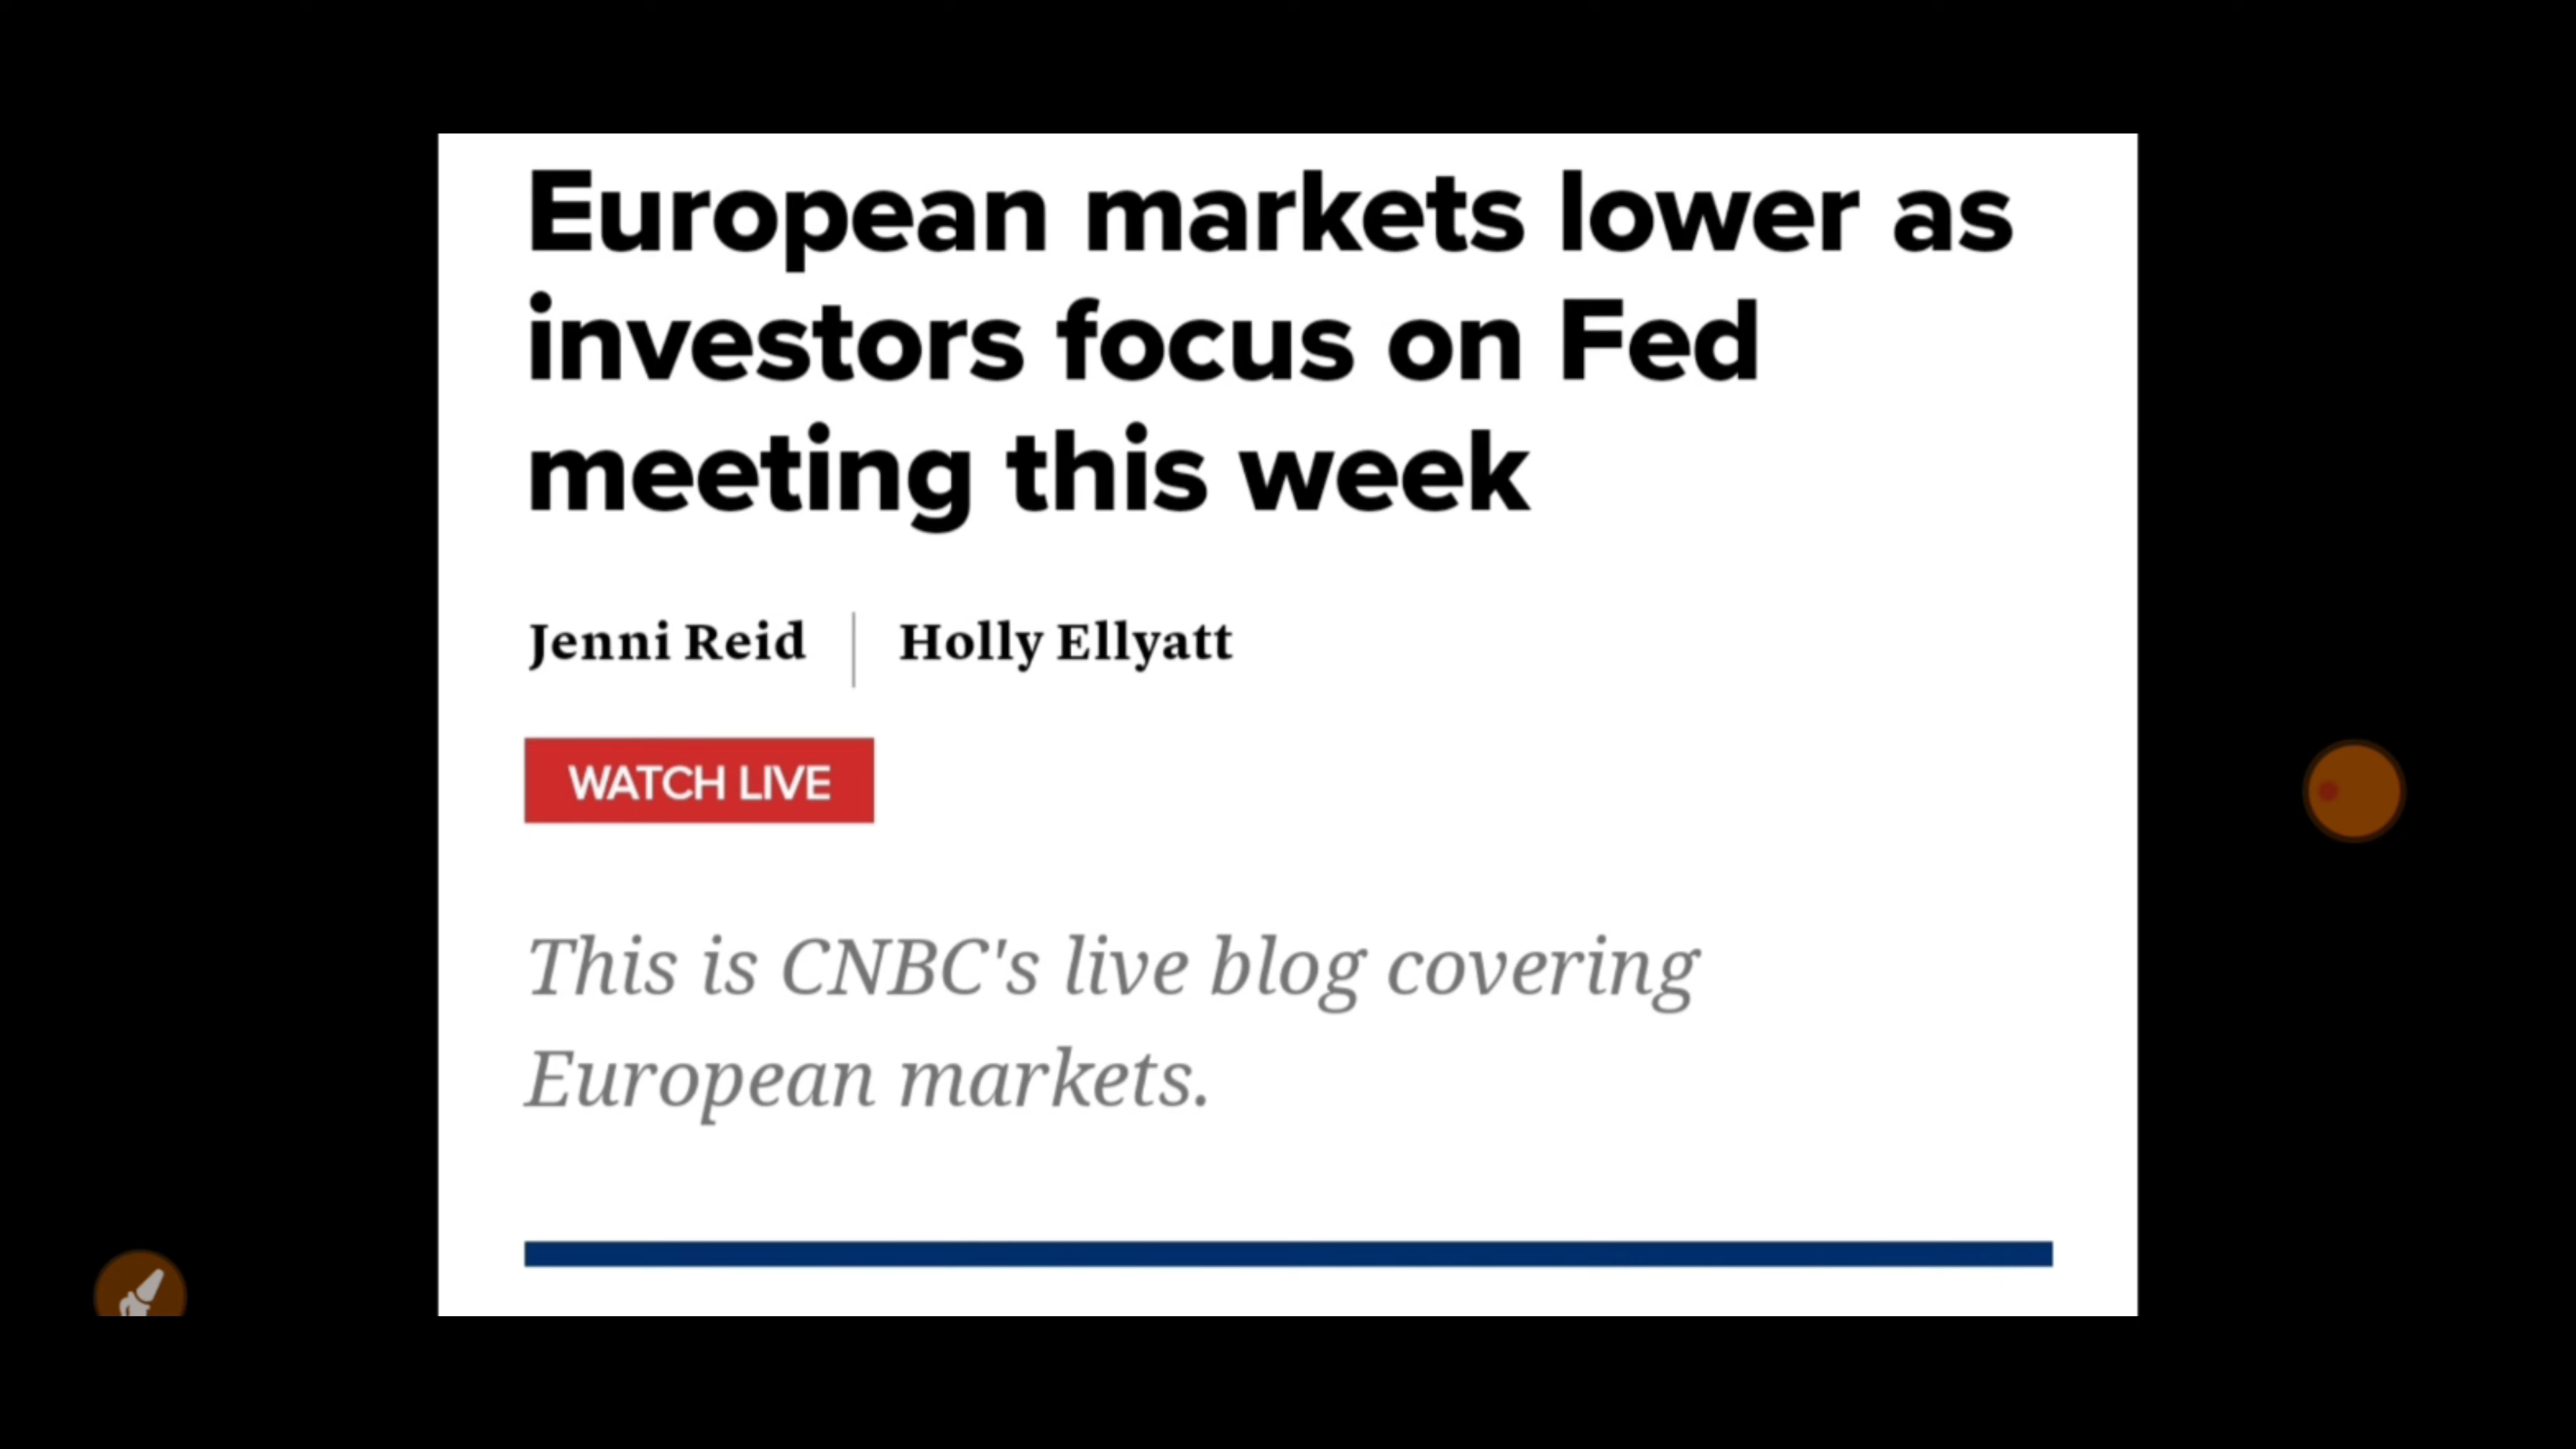 European markets lower as
investors focus on Fed
meeting this week
Jenni Reid | Holly Ellyatt
WATCH LIVE
This is CNBC's live blog covering
European markets.